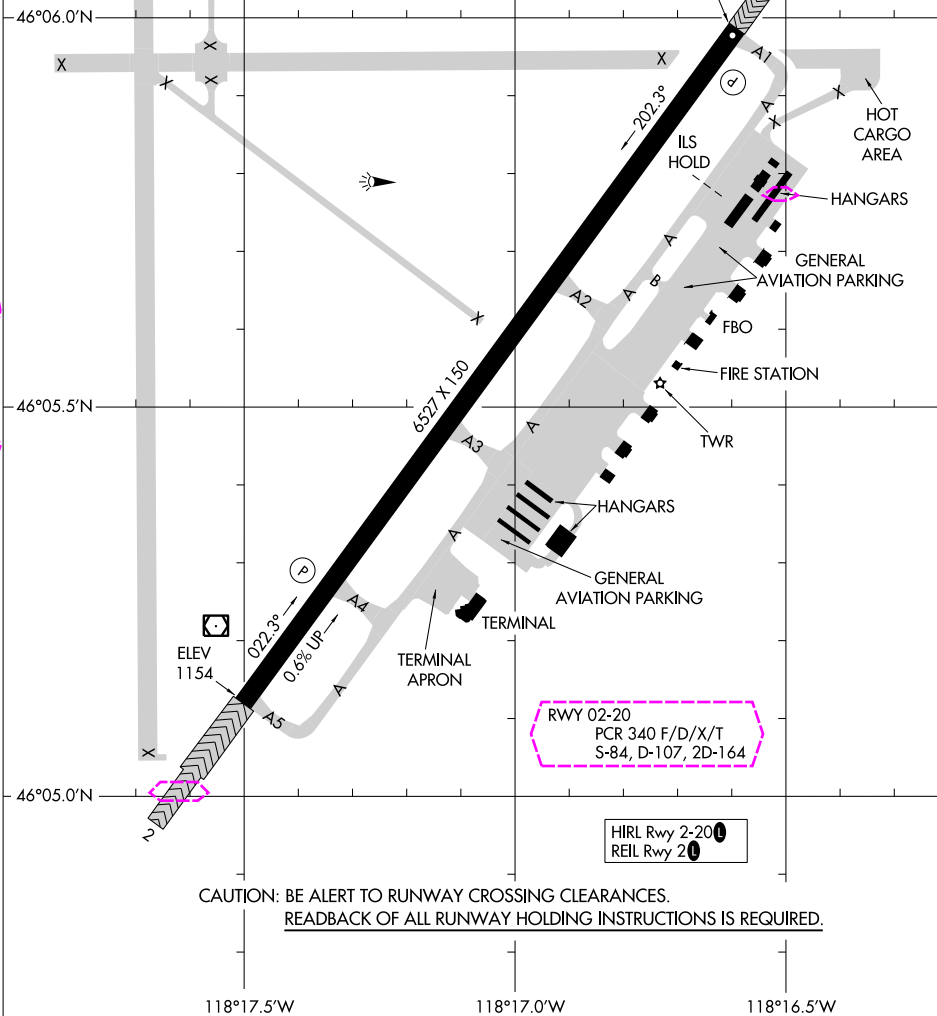 46°06.0'N
X
X
X
X
X
A1
P
A
X
X
HOT
CARGO
AREA
202.3°
ILS
HOLD
HANGARS
A
GENERAL
AVIATION PARKING
B
A
A2
X
FBO
FIRE STATION
6527 X 150
46°05.5'N
TWR
A
A3
HANGARS
A
P
GENERAL
AVIATION PARKING
A4
TERMINAL
022.3°
0.6% UP
ELEV
1154
TERMINAL
APRON
A
A5
X
RWY 02-20
PCR 340 F/D/X/T
S-84, D-107, 2D-164
46°05.0'N
2
HIRL Rwy 2-20 L
REIL Rwy 2 L
CAUTION: BE ALERT TO RUNWAY CROSSING CLEARANCES.
READBACK OF ALL RUNWAY HOLDING INSTRUCTIONS IS REQUIRED.
118°17.5'W
118°17.0'W
118°16.5'W